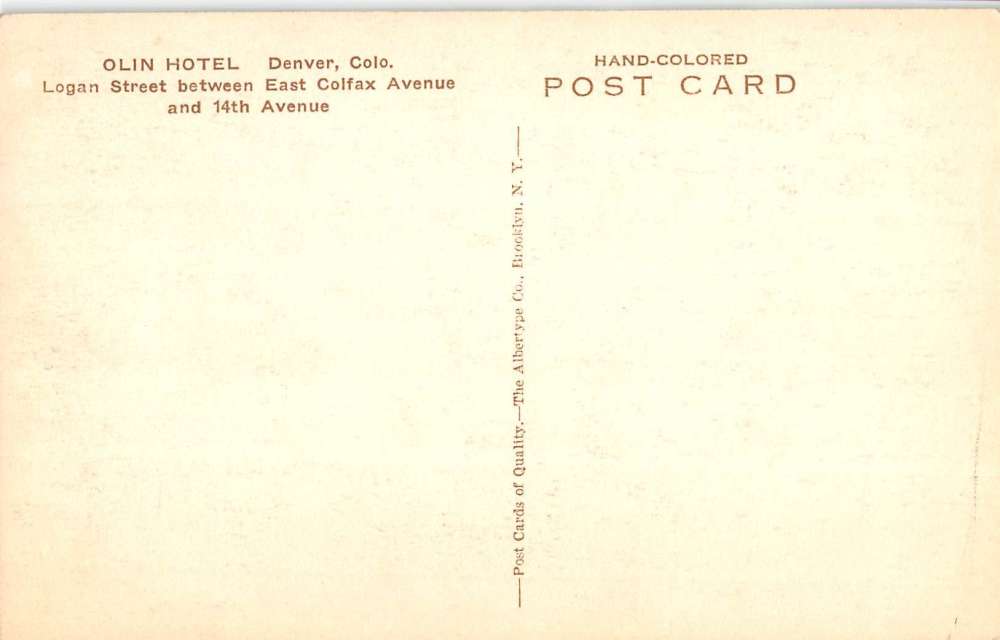 OLIN HOTEL Denver, Colo.
Logan Street between East Colfax Avenue
and 14th Avenue
HAND-COLORED
POST CARD
Post Cards of Quality.—The Albertype Co., Brooklyn, N. Y.